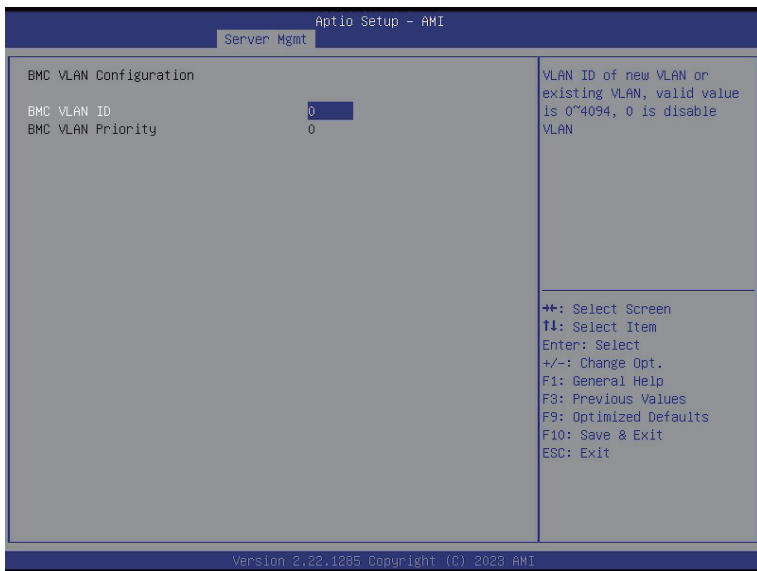 Aptio Setup – AMI
Server Mgmt
BMC VLAN Configuration
BMC VLAN ID 0
BMC VLAN Priority 0
VLAN ID of new VLAN or
existing VLAN, valid value
is 0~4094, 0 is disable
VLAN
→←: Select Screen
↑↓: Select Item
Enter: Select
+/-: Change Opt.
F1: General Help
F3: Previous Values
F9: Optimized Defaults
F10: Save & Exit
ESC: Exit
Version 2.22.1285 Copyright (C) 2023 AMI